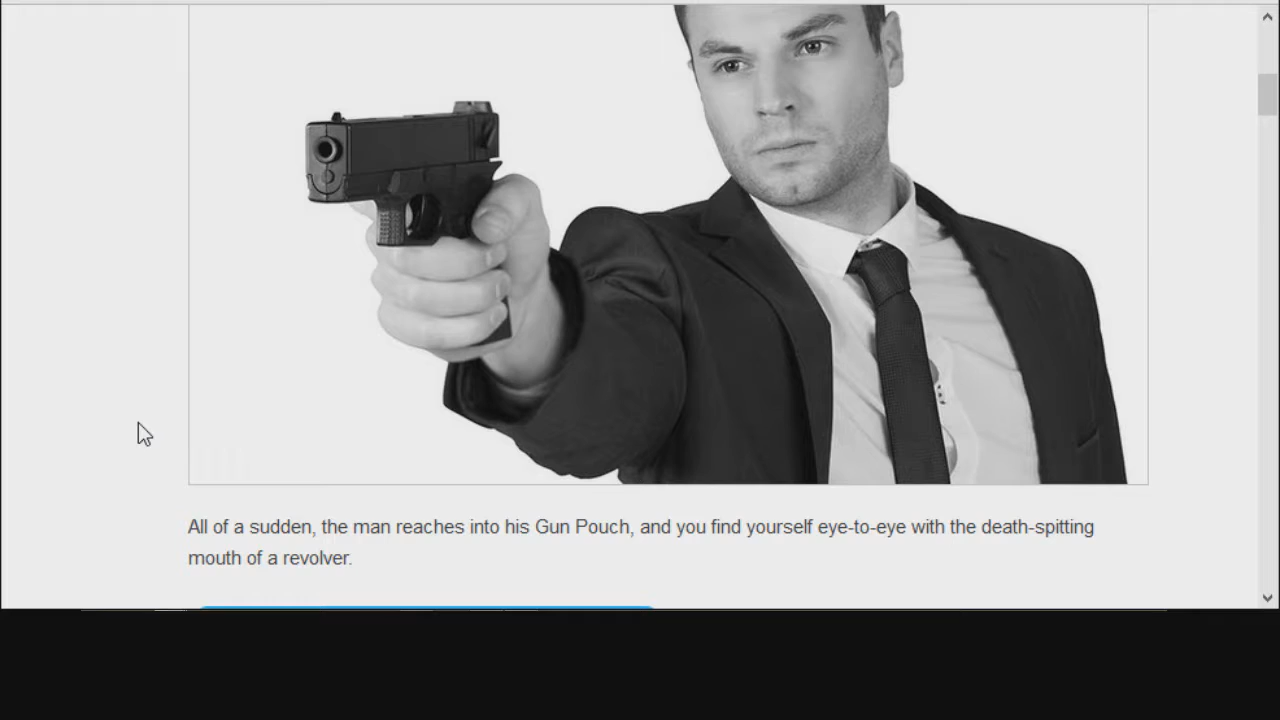 All of a sudden, the man reaches into his Gun Pouch, and you find yourself eye-to-eye with the death-spitting
mouth of a revolver.